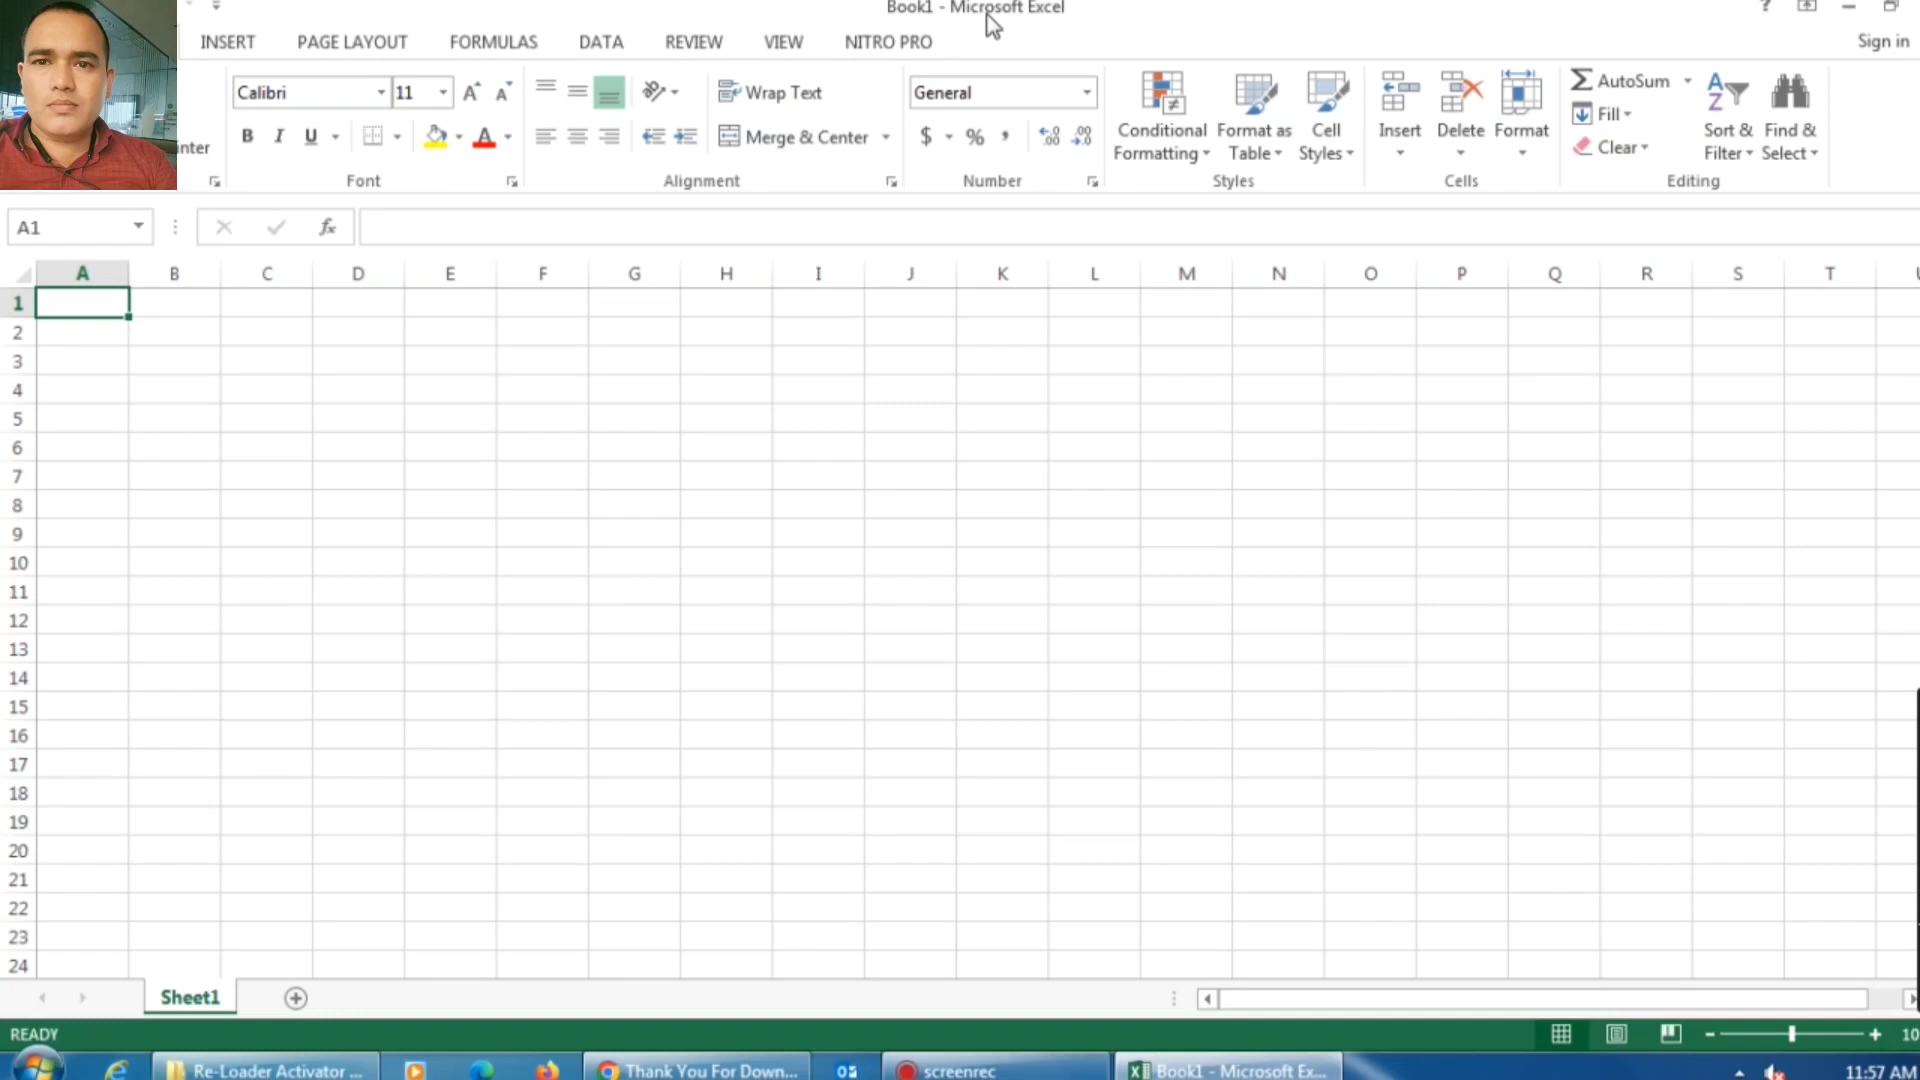 Book1 - Microsoft Excel
?
INSERT PAGE LAYOUT FORMULAS DATA REVIEW VIEW NITRO PRO Sign in
Calibri 11 Wrap Text General AutoSum
Fill
B I U A Merge & Center $ % , Conditional Formatting Format as Table Cell Styles Insert Delete Format Sort & Filter Find & Select
inter Clear
Font Alignment Number Styles Cells Editing
A1 fx
A B C D E F G H I J K L M N O P Q R S T
1
2
3
4
5
6
7
8
9
10
11
12
13
14
15
16
17
18
19
20
21
22
23
24
Sheet1
READY 10
Re-Loader Activator ... Thank You For Down... screenrec Book1 - Microsoft Ex... 11:57 AM